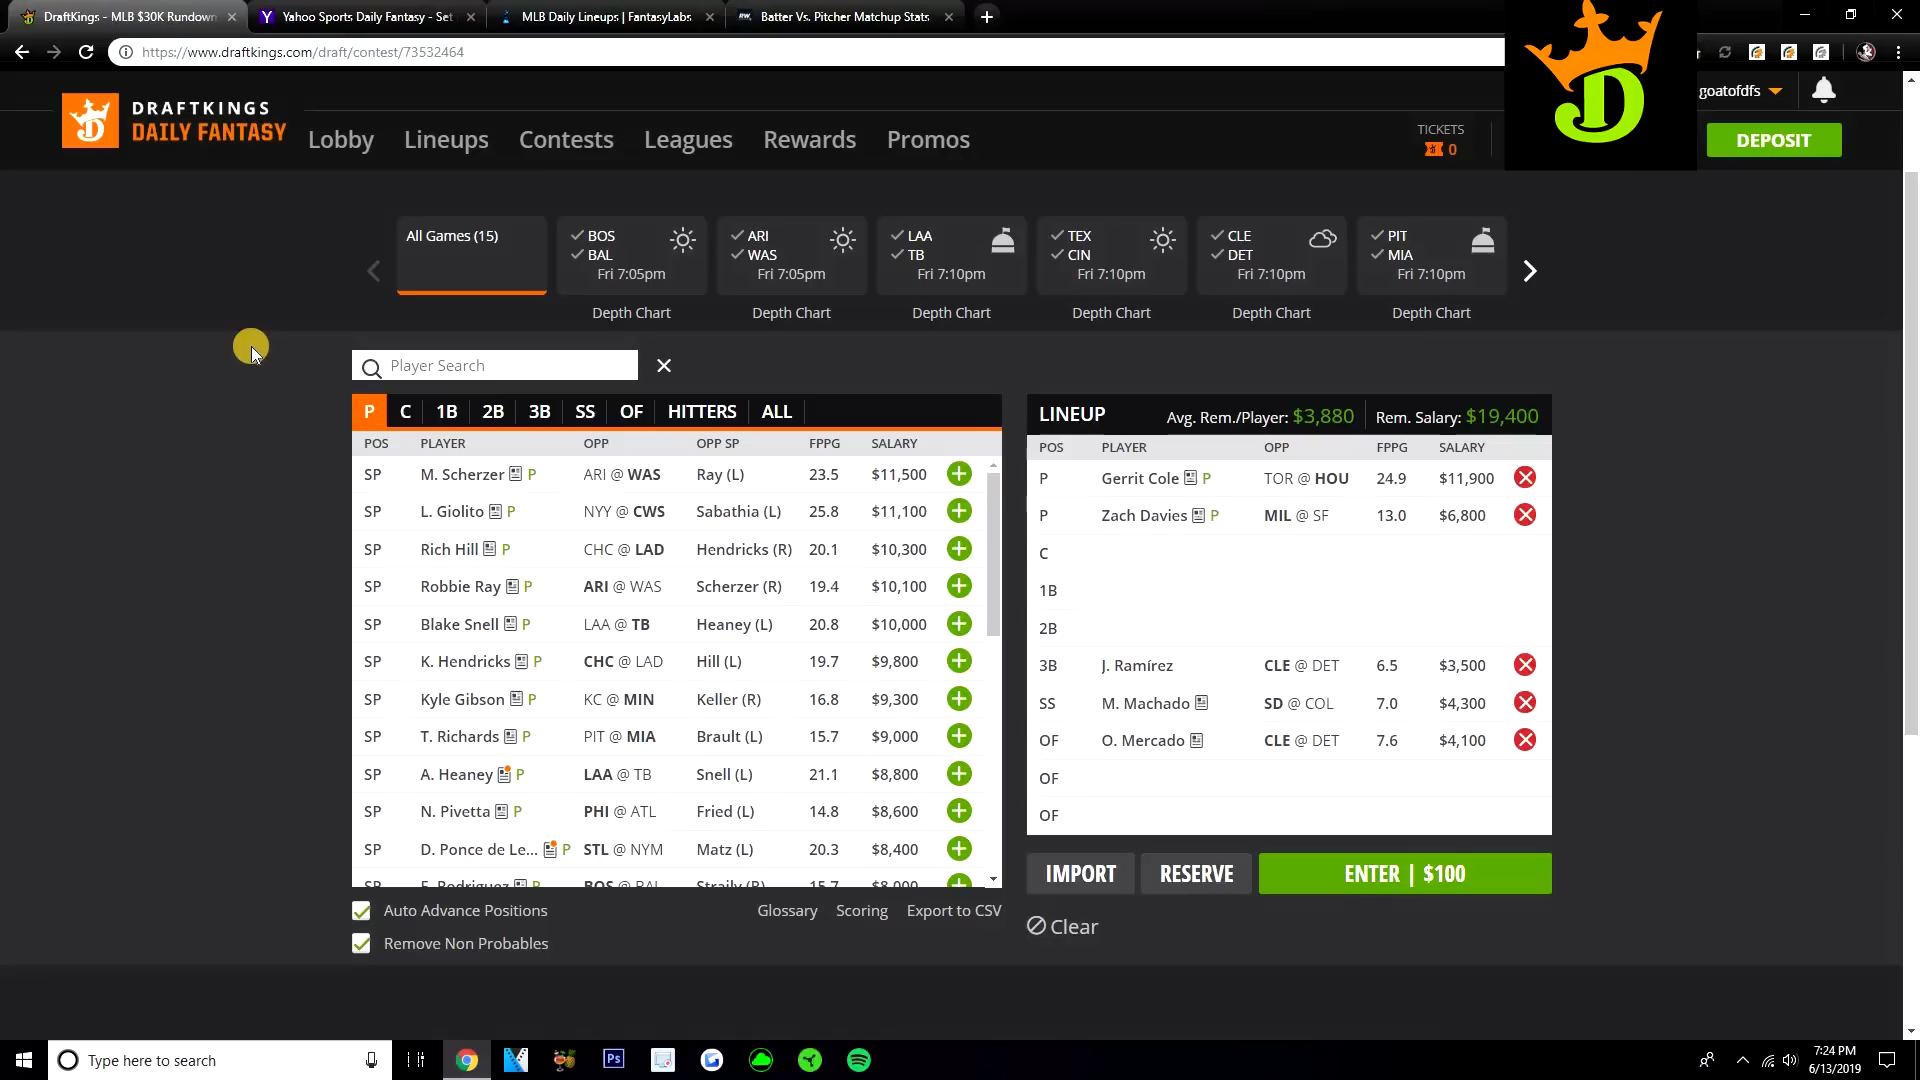 DraftKings - MLB $30K Rundown
Yahoo Sports Daily Fantasy - Set
MLB Daily Lineups | FantasyLabs
RW
Batter Vs. Pitcher Matchup Stats
https://www.draftkings.com/draft/contest/73532464
DRAFTKINGS
DAILY FANTASY
Lobby Lineups Contests Leagues Rewards Promos
TICKETS
0
D
goatofdfs
DEPOSIT
All Games (15)
BOS
BAL
Fri 7:05pm
Depth Chart
ARI
WAS
Fri 7:05pm
Depth Chart
LAA
TB
Fri 7:10pm
Depth Chart
TEX
CIN
Fri 7:10pm
Depth Chart
CLE
DET
Fri 7:10pm
Depth Chart
PIT
MIA
Fri 7:10pm
Depth Chart
Player Search
P C 1B 2B 3B SS OF HITTERS ALL
POS PLAYER OPP OPP SP FPPG SALARY
SP M. Scherzer P ARI @ WAS Ray (L) 23.5 $11,500
SP L. Giolito P NYY @ CWS Sabathia (L) 25.8 $11,100
SP Rich Hill P CHC @ LAD Hendricks (R) 20.1 $10,300
SP Robbie Ray P ARI @ WAS Scherzer (R) 19.4 $10,100
SP Blake Snell P LAA @ TB Heaney (L) 20.8 $10,000
SP K. Hendricks P CHC @ LAD Hill (L) 19.7 $9,800
SP Kyle Gibson P KC @ MIN Keller (R) 16.8 $9,300
SP T. Richards P PIT @ MIA Brault (L) 15.7 $9,000
SP A. Heaney P LAA @ TB Snell (L) 21.1 $8,800
SP N. Pivetta P PHI @ ATL Fried (L) 14.8 $8,600
SP D. Ponce de Le... P STL @ NYM Matz (L) 20.3 $8,400
SP E. Rodriguez P BOS @ BAL Straily (R) 15.7 $8,000
Auto Advance Positions
Glossary Scoring Export to CSV
Remove Non Probables
LINEUP Avg. Rem./Player: $3,880 Rem. Salary: $19,400
POS PLAYER OPP FPPG SALARY
P Gerrit Cole P TOR @ HOU 24.9 $11,900
P Zach Davies P MIL @ SF 13.0 $6,800
C
1B
2B
3B J. Ramírez CLE @ DET 6.5 $3,500
SS M. Machado SD @ COL 7.0 $4,300
OF O. Mercado CLE @ DET 7.6 $4,100
OF
OF
IMPORT RESERVE ENTER | $100
Clear
Type here to search
Ps
7:24 PM
6/13/2019